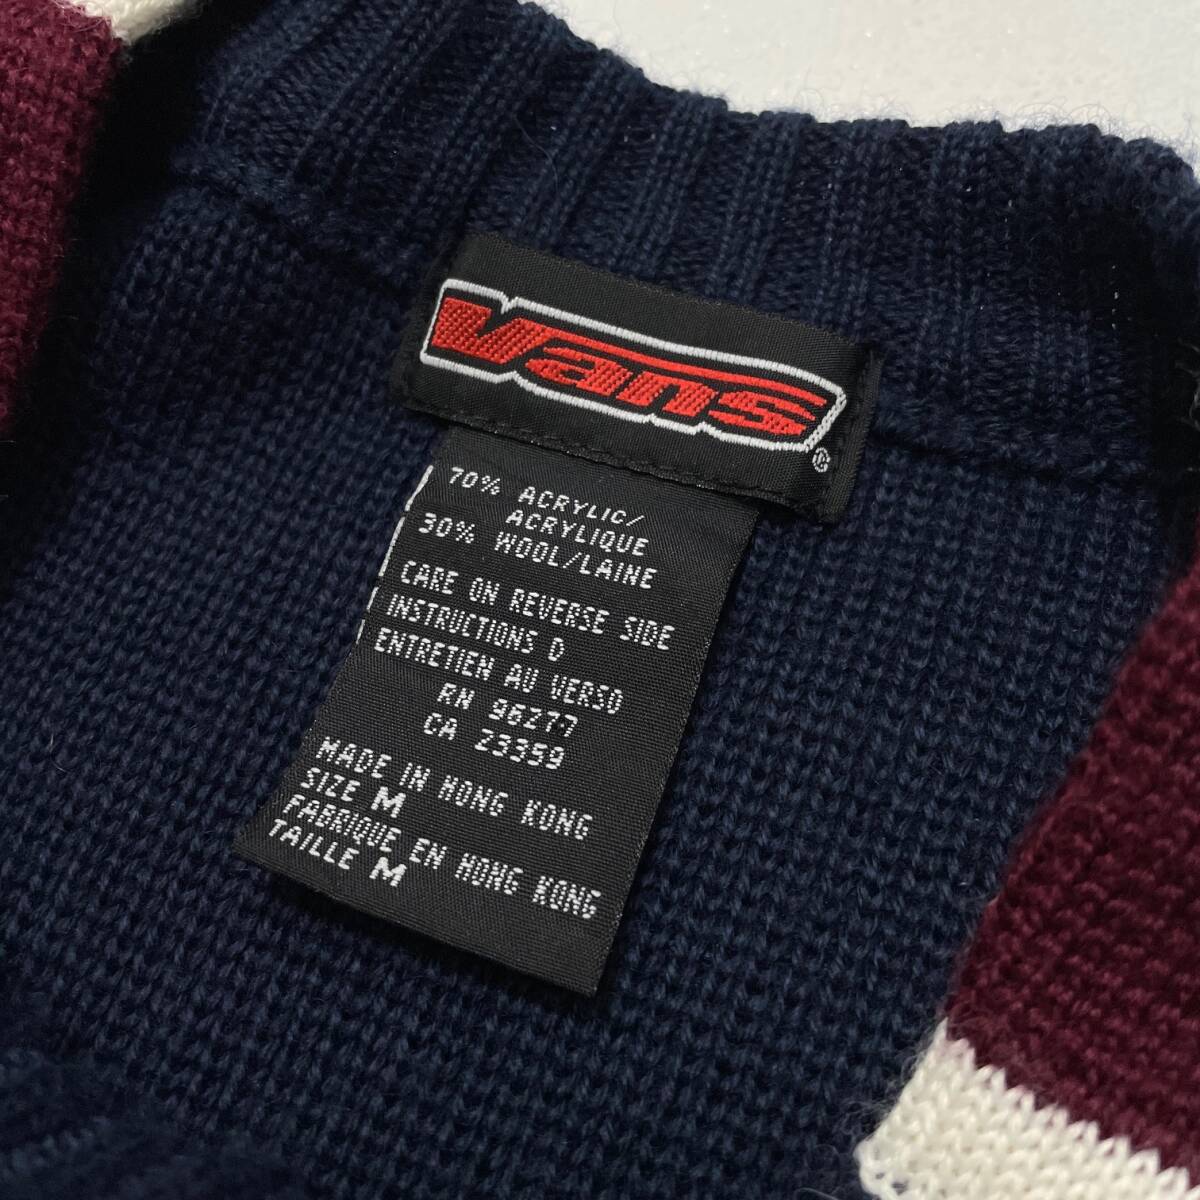 Vans
©
70% ACRYLIC/
ACRYLIQUE
30% WOOL/LAINE
CARE ON REVERSE SIDE
INSTRUCTIONS D
ENTRETIEN AU VERSO
RN 96277
CA 23359
MADE IN HONG KONG
SIZE M
FABRIQUE EN HONG KONG
TAILLE M